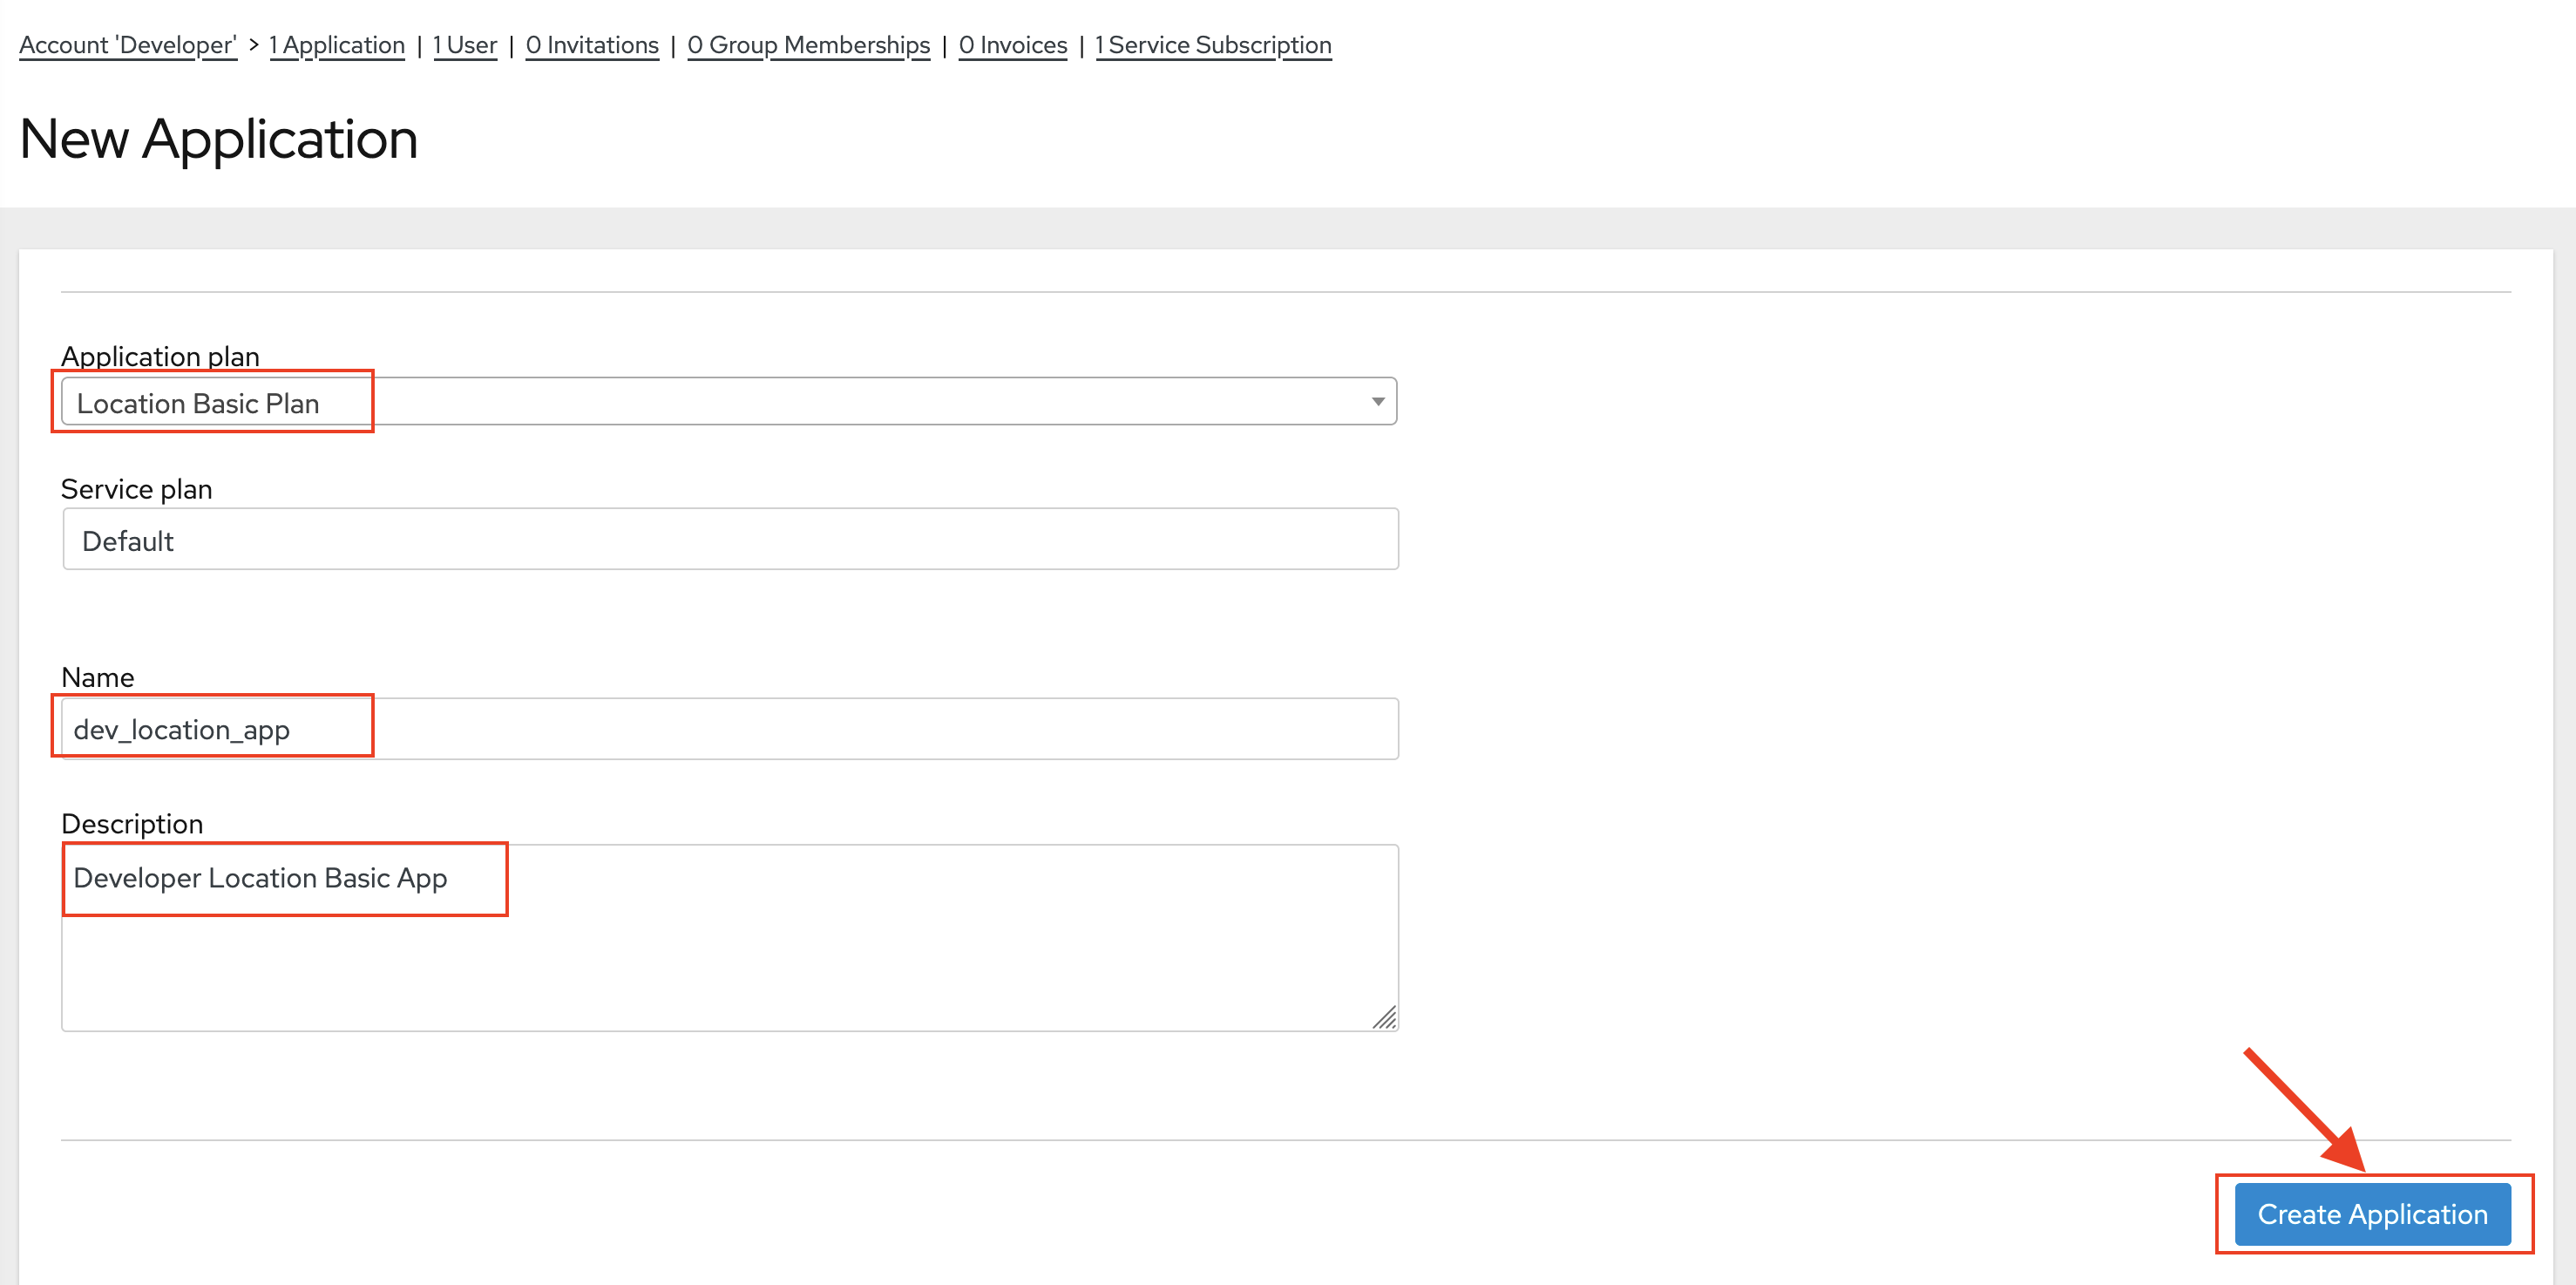 Account 'Developer' > 1 Application | 1 User | 0 Invitations | 0 Group Memberships | 0 Invoices | 1 Service Subscription
New Application
Application plan
Location Basic Plan
Service plan
Default
Name
dev_location_app
Description
Developer Location Basic App
Create Application